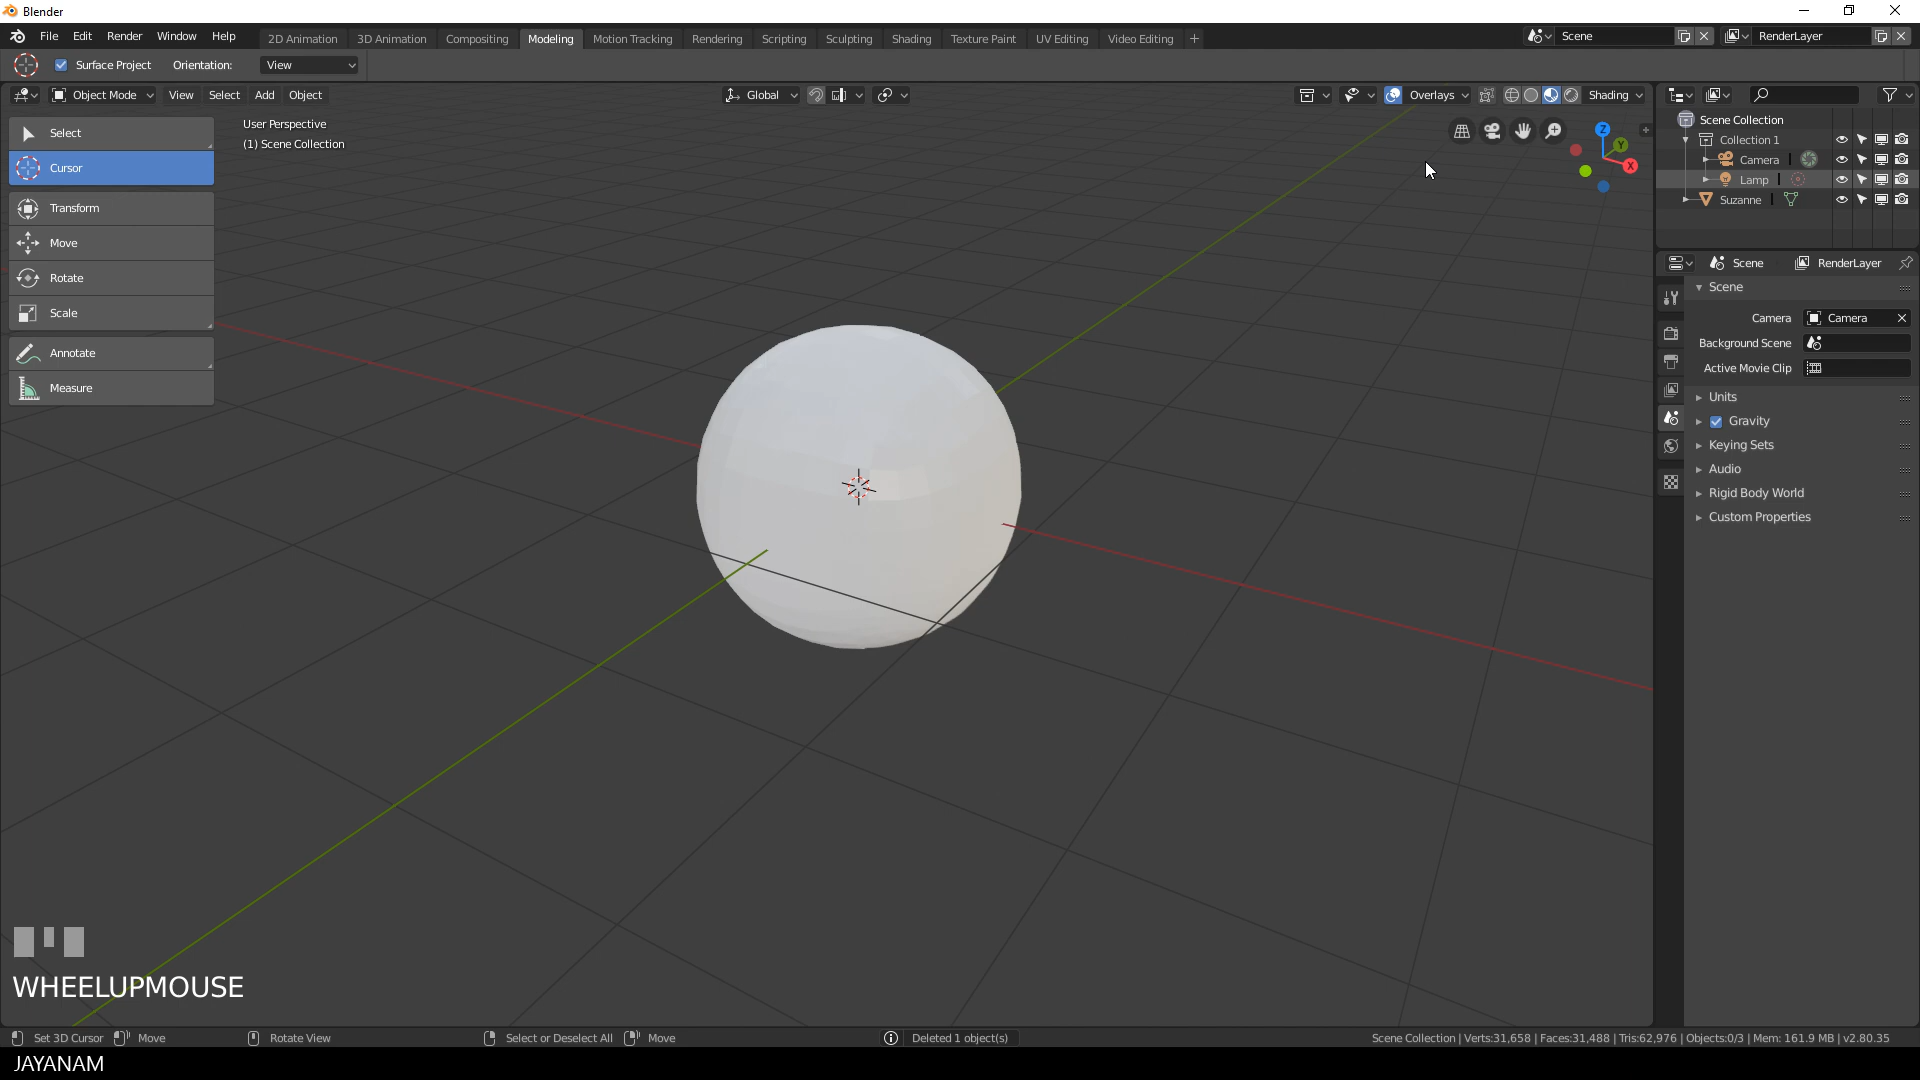 Blender
File Edit Render Window Help 2D Animation 3D Animation Compositing Modeling Motion Tracking Rendering Scripting Sculpting Shading Texture Paint UV Editing Video Editing + Scene RenderLayer
Surface Project Orientation: View
Object Mode View Select Add Object Global Overlays Shading
User Perspective
(1) Scene Collection
Select
Cursor
Transform
Move
Rotate
Scale
Annotate
Measure
Z
Y
X
Scene Collection
Collection 1
Camera
Lamp
Suzanne
Scene RenderLayer
Scene
Camera Camera
Background Scene
Active Movie Clip
Units
Gravity
Keying Sets
Audio
Rigid Body World
Custom Properties
WHEELUPMOUSE
Set 3D Cursor Move Rotate View Select or Deselect All Move Deleted 1 object(s) Scene Collection | Verts:31,658 | Faces:31,488 | Tris:62,976 | Objects:0/3 | Mem: 161.9 MB | v2.80.35
JAYANAM